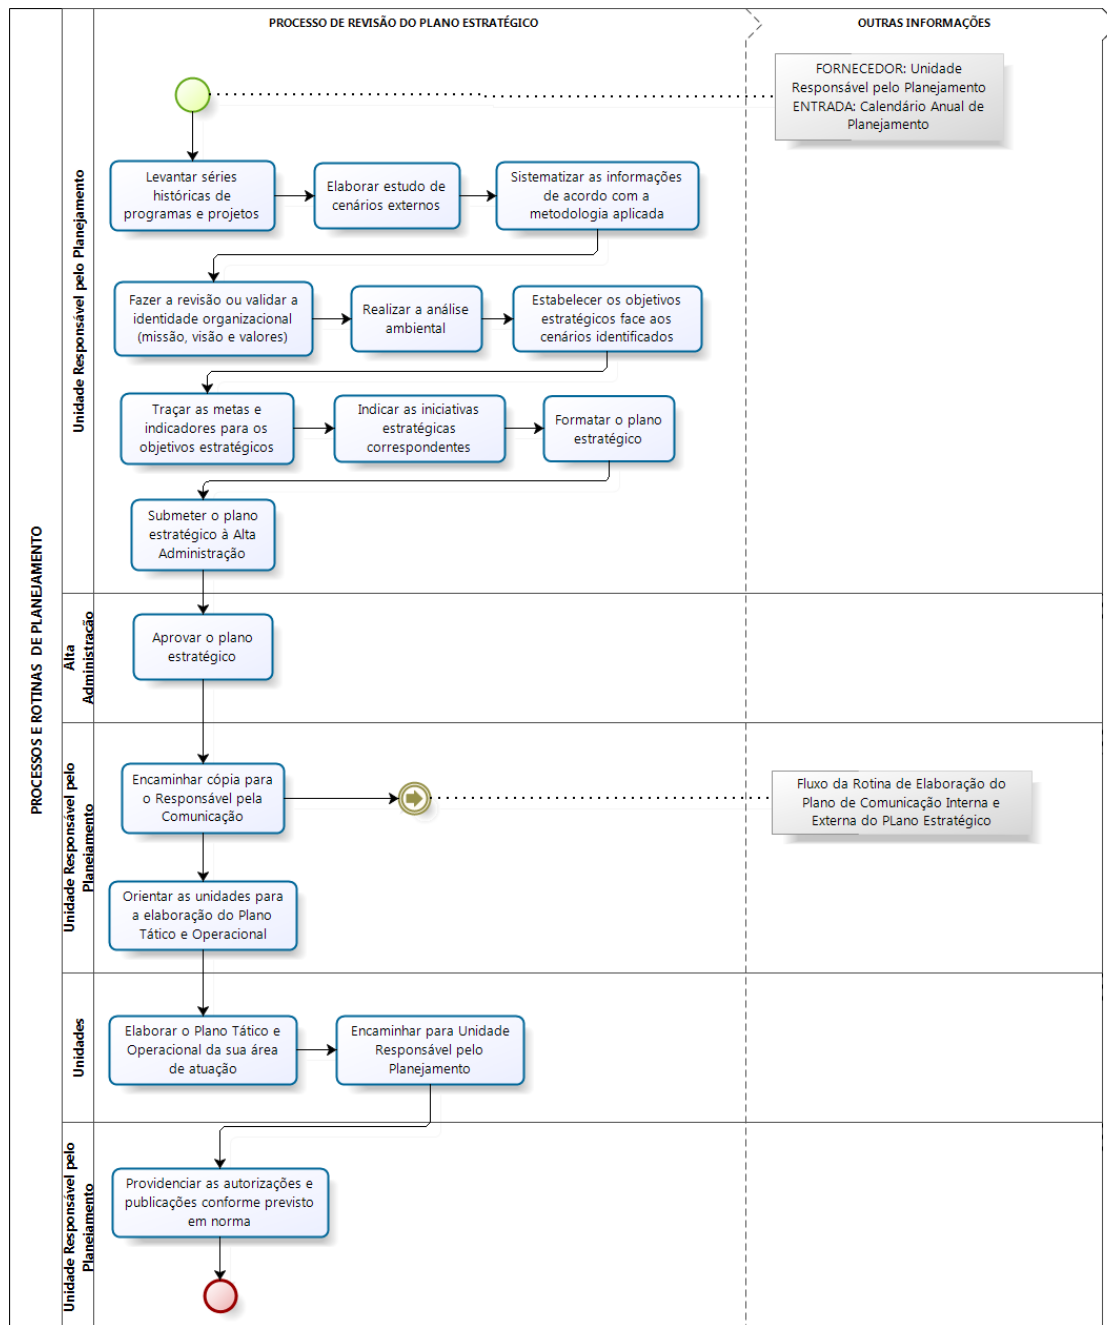 PROCESSO DE REVISÃO DO PLANO ESTRATÉGICO
OUTRAS INFORMAÇÕES
PROCESSOS E ROTINAS DE PLANEJAMENTO
Unidade Responsável pelo Planejamento
FORNECEDOR: Unidade
Responsável pelo Planejamento
ENTRADA: Calendário Anual de
Planejamento
Levantar séries
históricas de
programas e projetos
Elaborar estudo de
cenários externos
Sistematizar as informações
de acordo com a
metodologia aplicada
Fazer a revisão ou validar a
identidade organizacional
(missão, visão e valores)
Realizar a análise
ambiental
Estabelecer os objetivos
estratégicos face aos
cenários identificados
Traçar as metas e
indicadores para os
objetivos estratégicos
Indicar as iniciativas
estratégicas
correspondentes
Formatar o plano
estratégico
Submeter o plano
estratégico à Alta
Administração
Alta
Administração
Aprovar o plano
estratégico
Unidade Responsável pelo
Planejamento
Encaminhar cópia para
o Responsável pela
Comunicação
Fluxo da Rotina de Elaboração do
Plano de Comunicação Interna e
Externa do PLano Estratégico
Orientar as unidades para
a elaboração do Plano
Tático e Operacional
Unidades
Elaborar o Plano Tático e
Operacional da sua área
de atuação
Encaminhar para Unidade
Responsável pelo
Planejamento
Unidade Responsável pelo
Planejamento
Providenciar as autorizações e
publicações conforme previsto
em norma